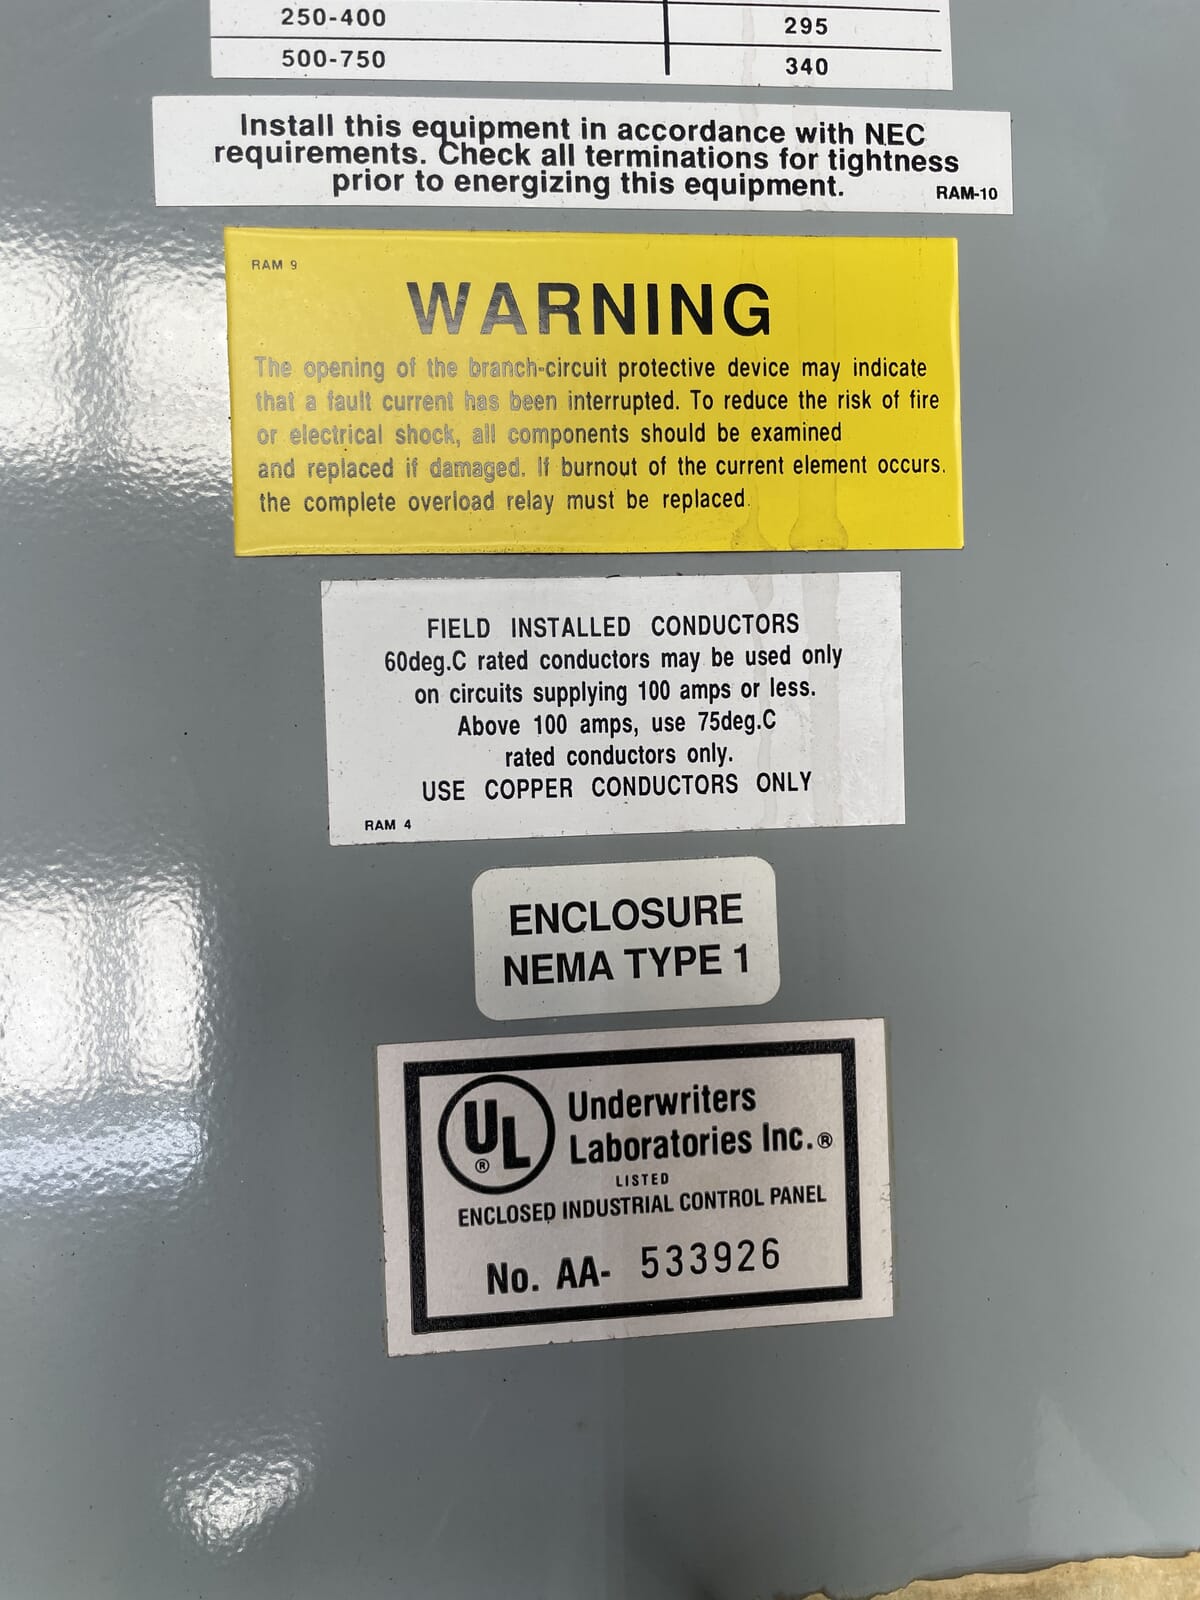 250-400 295
500-750 340
Install this equipment in accordance with NEC
requirements. Check all terminations for tightness
prior to energizing this equipment. RAM-10
RAM 9
WARNING
The opening of the branch-circuit protective device may indicate
that a fault current has been interrupted. To reduce the risk of fire
or electrical shock, all components should be examined
and replaced if damaged. If burnout of the current element occurs.
the complete overload relay must be replaced.
FIELD INSTALLED CONDUCTORS
60deg.C rated conductors may be used only
on circuits supplying 100 amps or less.
Above 100 amps, use 75deg.C
rated conductors only.
USE COPPER CONDUCTORS ONLY
RAM 4
ENCLOSURE
NEMA TYPE 1
UL®
Underwriters
Laboratories Inc.®
LISTED
ENCLOSED INDUSTRIAL CONTROL PANEL
No. AA- 533926